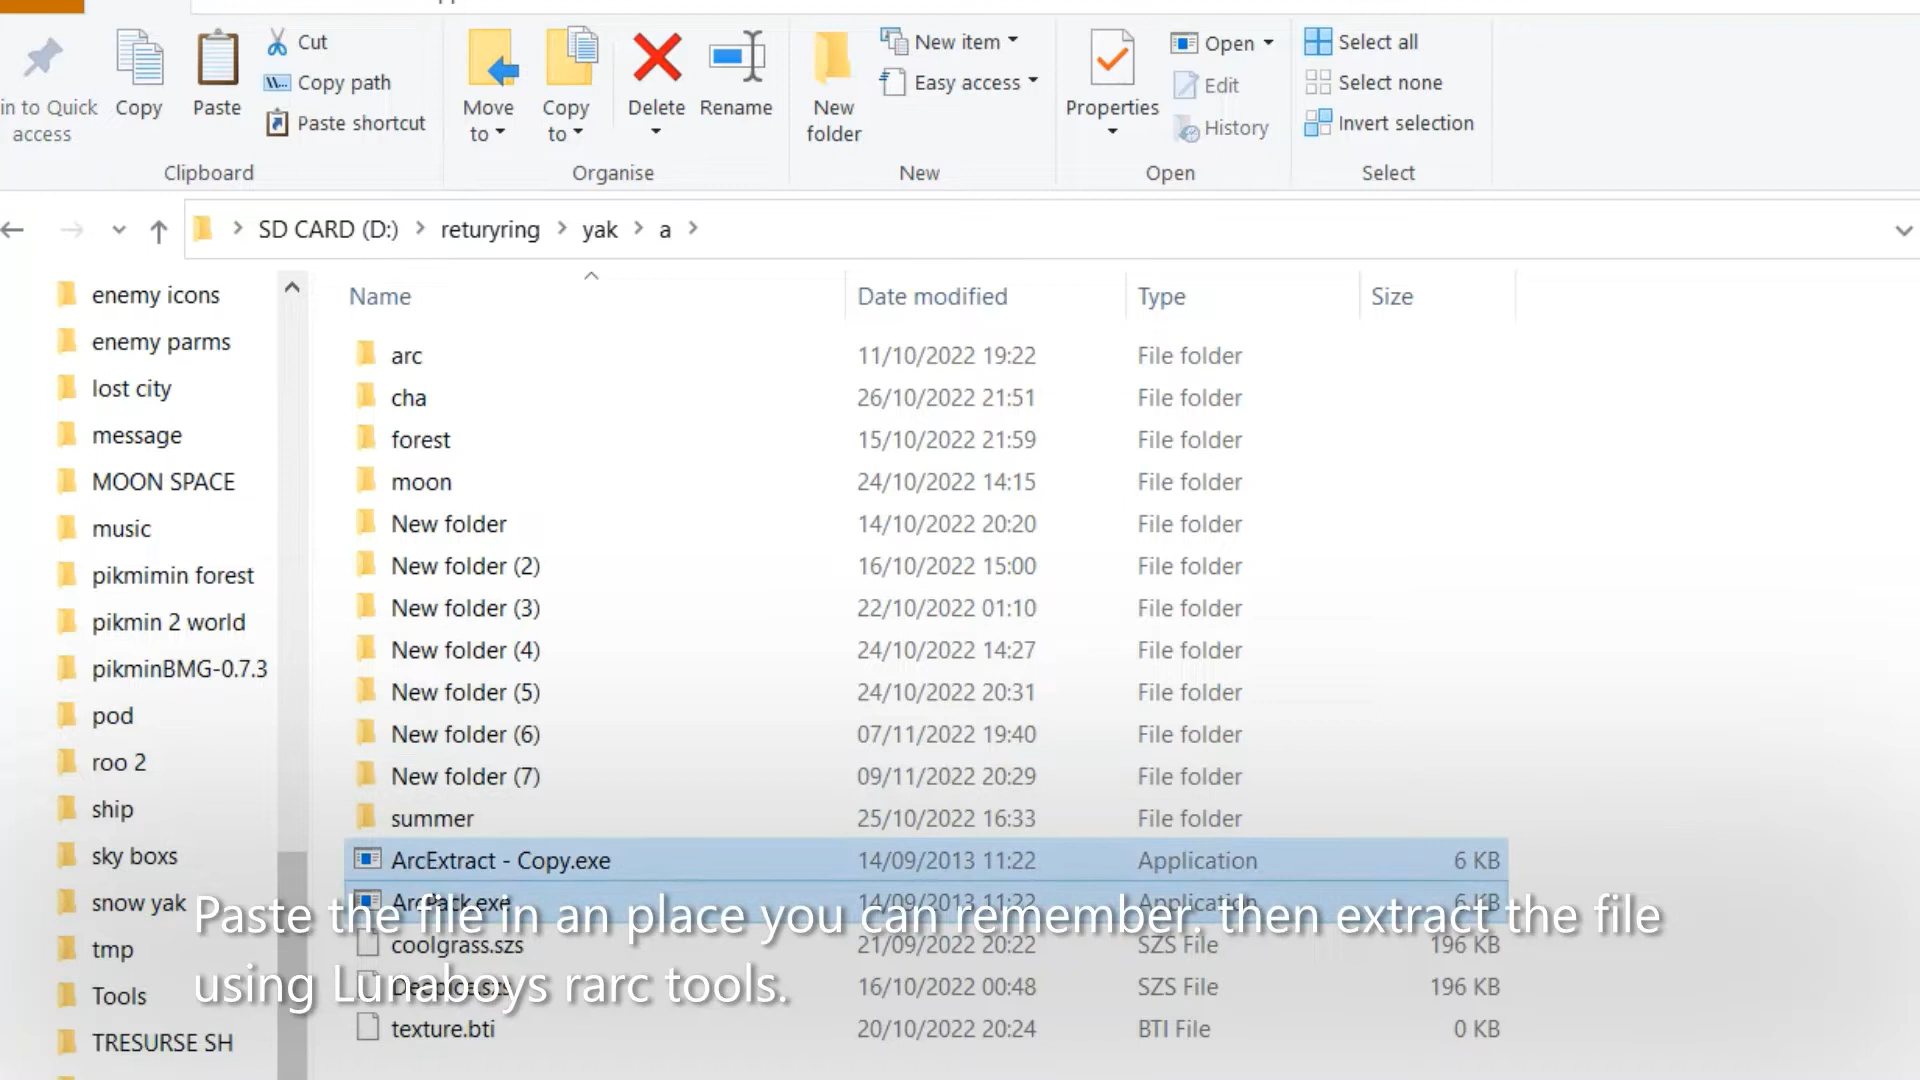 Cut
Copy path
Paste shortcut
in to Quick
access
Copy
Paste
Clipboard
Move
to
Copy
to
Delete
Rename
Organise
New
folder
New item
Easy access
New
Properties
Open
Edit
History
Open
Select all
Select none
Invert selection
Select
SD CARD (D:) > returyring > yak > a >
enemy icons
enemy parms
lost city
message
MOON SPACE
music
pikmimin forest
pikmin 2 world
pikminBMG-0.7.3
pod
roo 2
ship
sky boxs
snow yak
tmp
Tools
TRESURSE SH
Name Date modified Type Size
arc 11/10/2022 19:22 File folder
cha 26/10/2022 21:51 File folder
forest 15/10/2022 21:59 File folder
moon 24/10/2022 14:15 File folder
New folder 14/10/2022 20:20 File folder
New folder (2) 16/10/2022 15:00 File folder
New folder (3) 22/10/2022 01:10 File folder
New folder (4) 24/10/2022 14:27 File folder
New folder (5) 24/10/2022 20:31 File folder
New folder (6) 07/11/2022 19:40 File folder
New folder (7) 09/11/2022 20:29 File folder
summer 25/10/2022 16:33 File folder
ArcExtract - Copy.exe 14/09/2013 11:22 Application 6 KB
ArcPack.exe 14/09/2013 11:22 Application 6 KB
coolgrass.szs 21/09/2022 20:22 SZS File 196 KB
16/10/2022 00:48 SZS File 196 KB
texture.bti 20/10/2022 20:24 BTI File 0 KB
Paste the file in an place you can remember. then extract the file
using Lunaboys rarc tools.